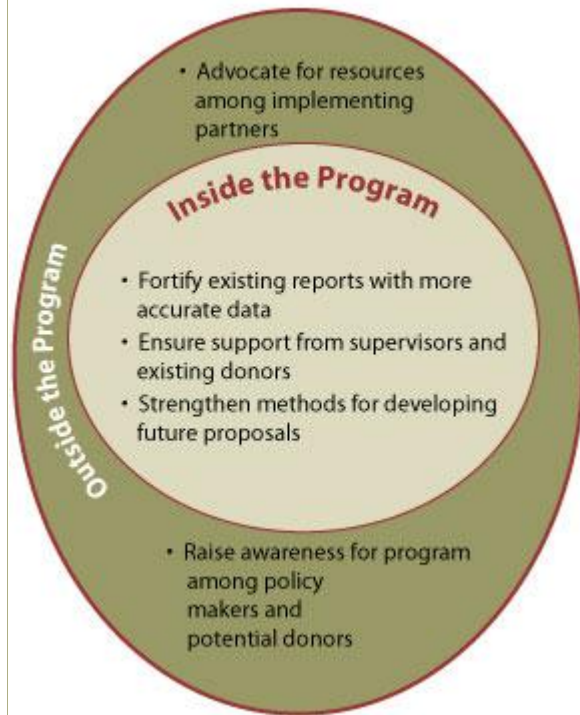 • Advocate for resources
among implementing
partners
Inside the Program
Outside the Program
• Fortify existing reports with more
accurate data
• Ensure support from supervisors and
existing donors
• Strengthen methods for developing
future proposals
• Raise awareness for program
among policy
makers and
potential donors